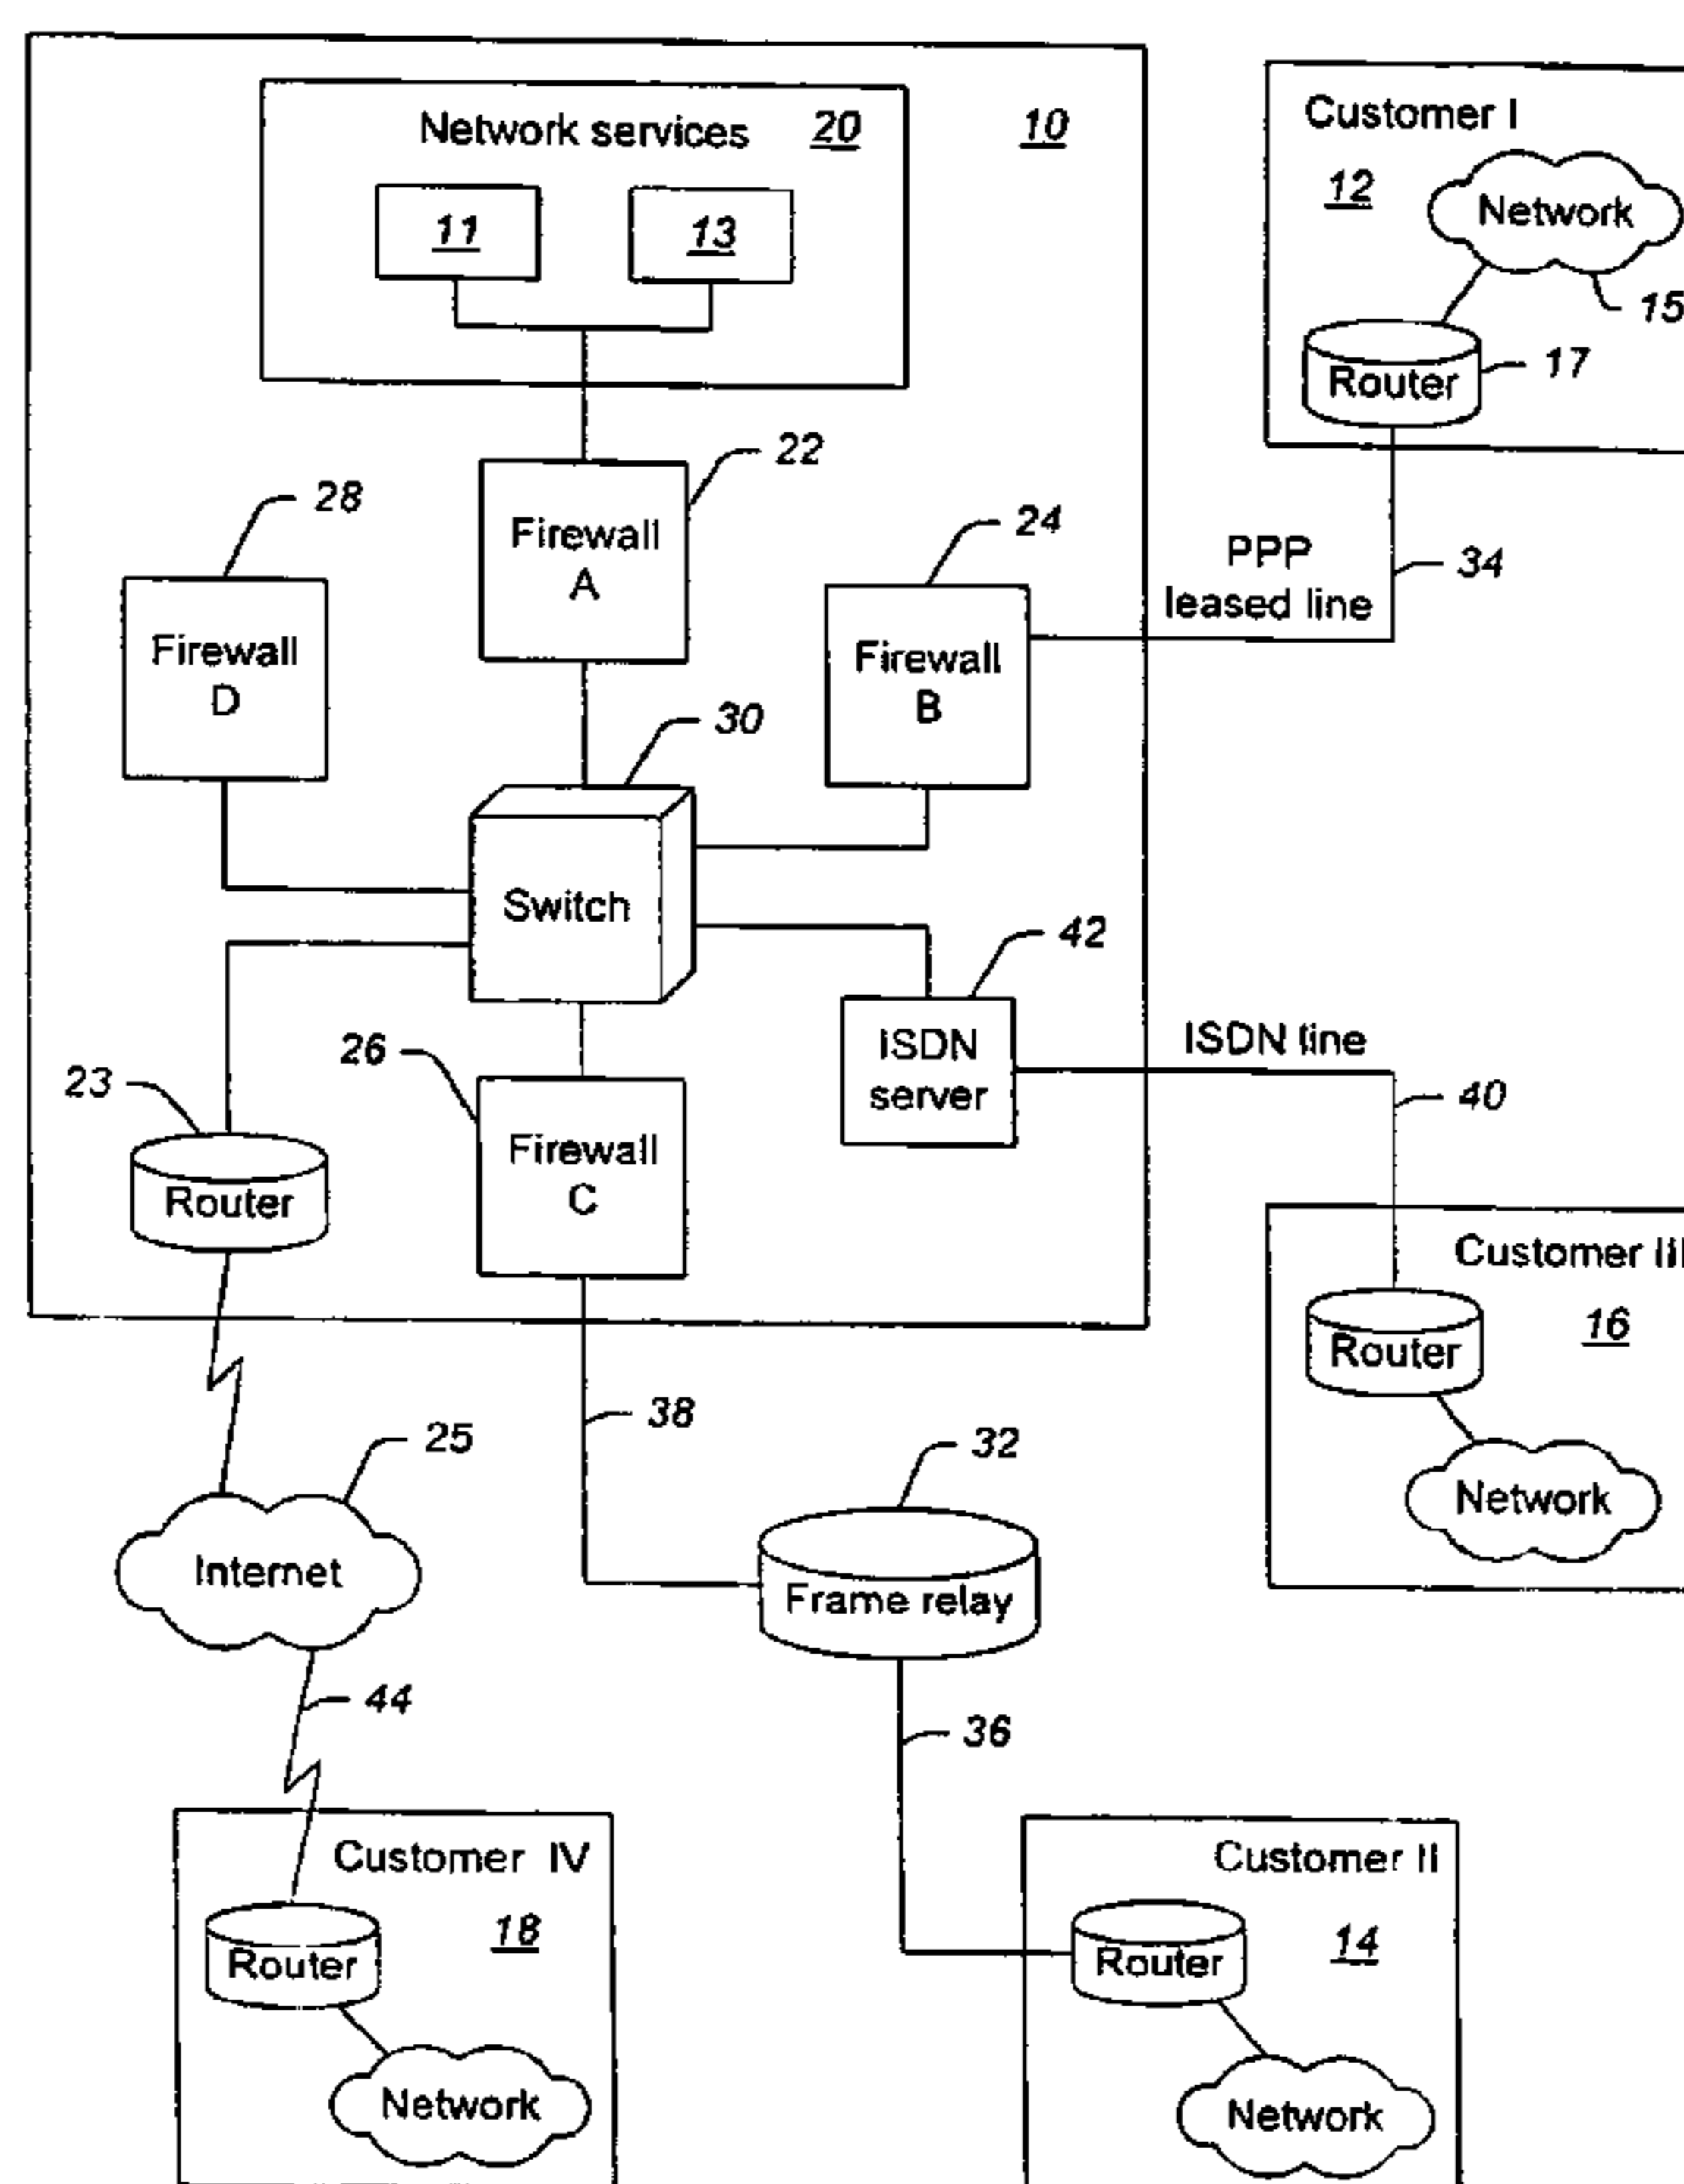 Network services 20
10
11
13
Customer I
12
Network
15
Router
17
22
Firewall
A
28
Firewall
D
24
Firewall
B
PPP
leased line
34
30
Switch
42
ISDN
server
ISDN line
40
26
Firewall
C
23
Router
Customer III
16
Router
Network
38
25
Internet
32
Frame relay
44
36
Customer IV
18
Router
Network
Customer II
14
Router
Network